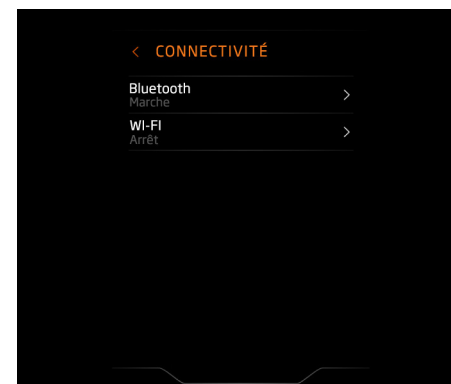 CONNECTIVITÉ
Bluetooth
Marche
WI-FI
Arrêt